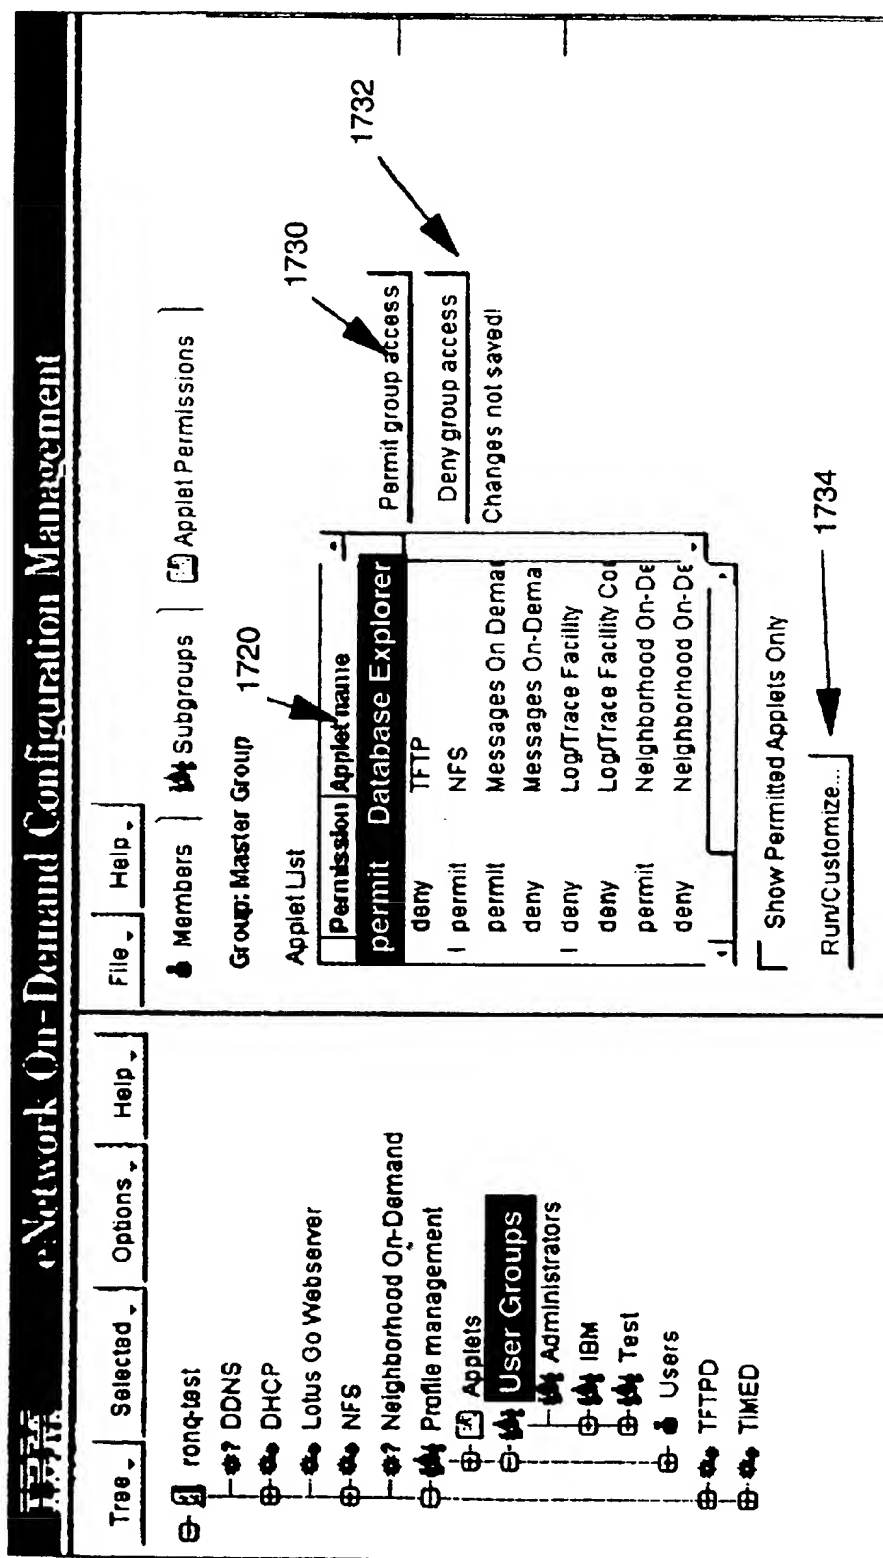 IBM
eNetwork On-Demand Configuration Management
Tree Selected Options Help
ronq-test
? DDNS
DHCP
Lotus Go Webserver
NFS
? Neighborhood On-Demand
Profile management
Applets
User Groups
Administrators
IBM
Test
Users
TFTPD
TIMED
File Help
Members Subgroups Applet Permissions
Group: Master Group
1720
Applet List
Permission Applet name
permit Database Explorer
deny TFTP
permit NFS
permit Messages On Deman
deny Messages On-Dema
deny Log/Trace Facility
deny Log/Trace Facility Co
permit Neighborhood On-De
deny Neighborhood On-De
1730
Permit group access
1732
Deny group access
Changes not saved!
Show Permitted Applets Only
Run/Customize...
1734